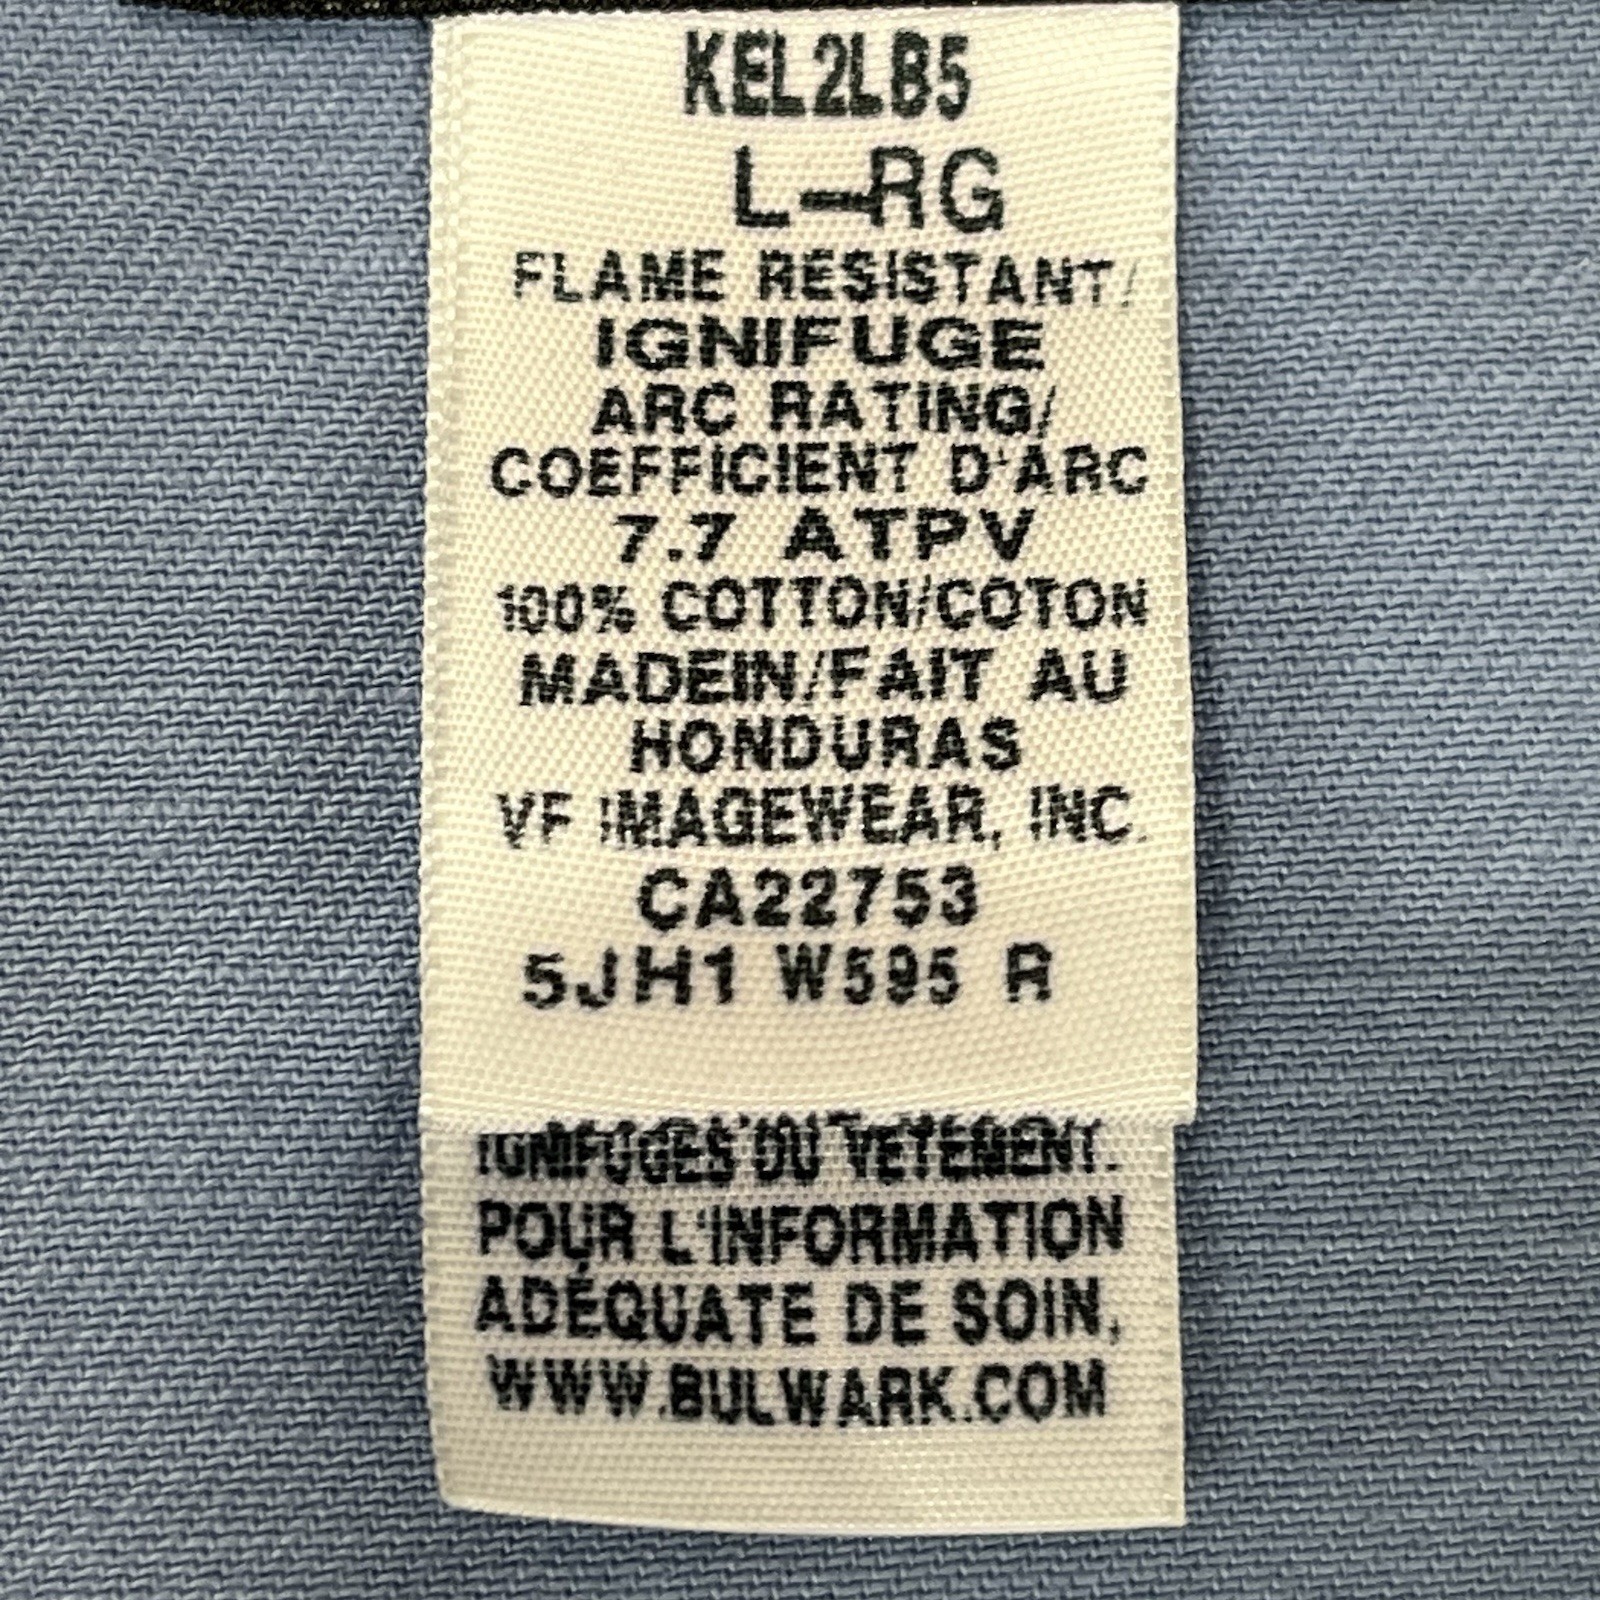 KEL2LB5
L-RG
FLAME RESISTANT/
IGNIFUGE
ARC RATING/
COEFFICIENT D'ARC
7.7 ATPV
100% COTTON/COTON
MADEIN/FAIT AU
HONDURAS
VF IMAGEWEAR, INC.
CA22753
5JH1 W595 R
IGNIFUGES DU VÊTEMENT.
POUR L'INFORMATION
ADÉQUATE DE SOIN,
WWW.BULWARK.COM